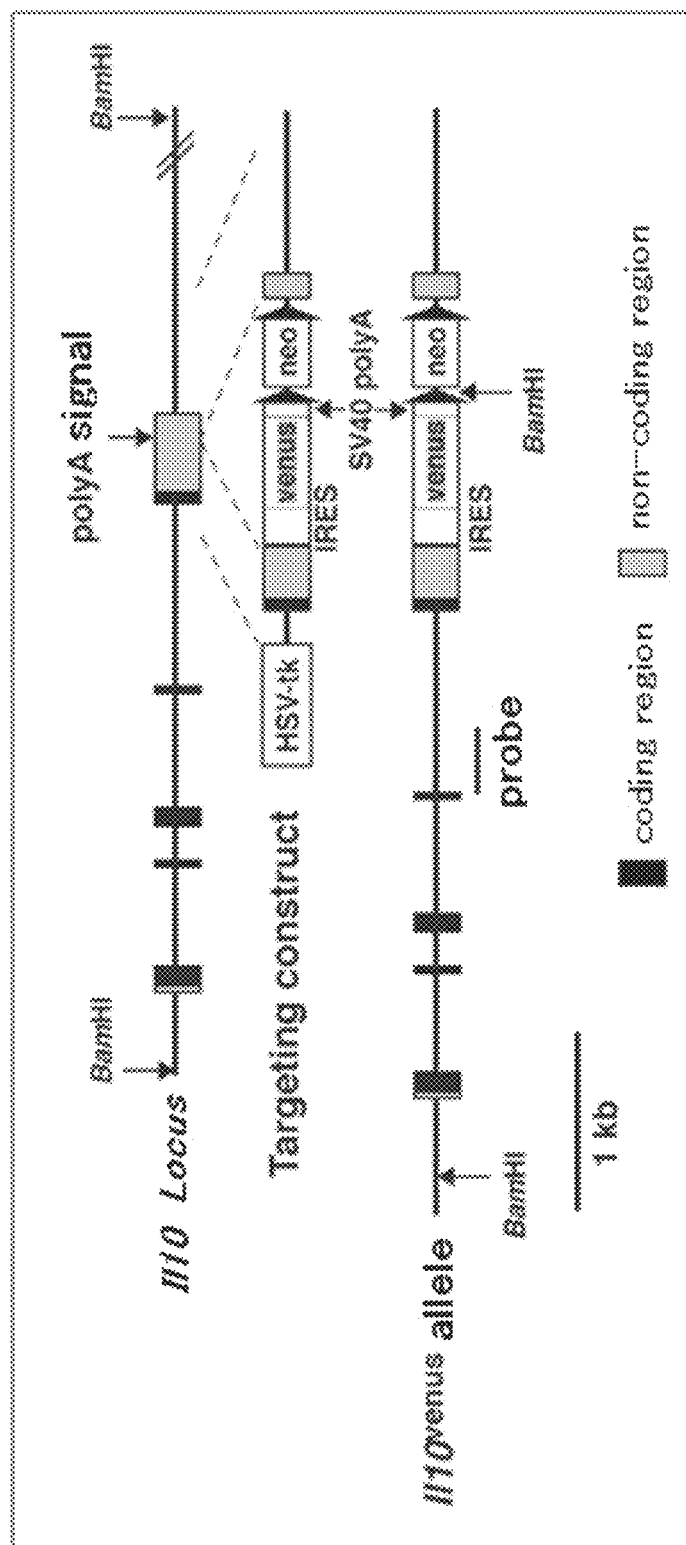 BamHI
polyA signal
BamHI
Il10 Locus
Targeting construct
HSV-tk
venus
neo
IRES
SV40 polyA
Il10venus allele
venus
neo
IRES
BamHI
BamHI
probe
1 kb
coding region
non-coding region